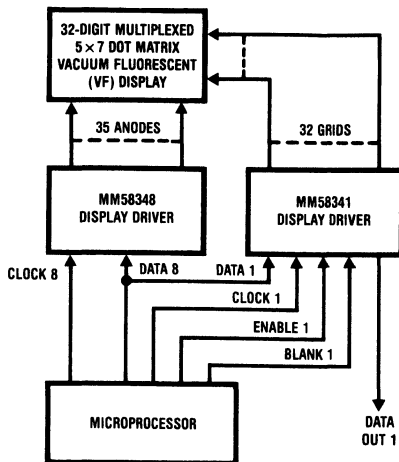 32-DIGIT MULTIPLEXED
5 × 7 DOT MATRIX
VACUUM FLUORESCENT
(VF) DISPLAY
35 ANODES
32 GRIDS
MM58348
DISPLAY DRIVER
MM58341
DISPLAY DRIVER
CLOCK 8
DATA 8
DATA 1
CLOCK 1
ENABLE 1
BLANK 1
MICROPROCESSOR
DATA
OUT 1